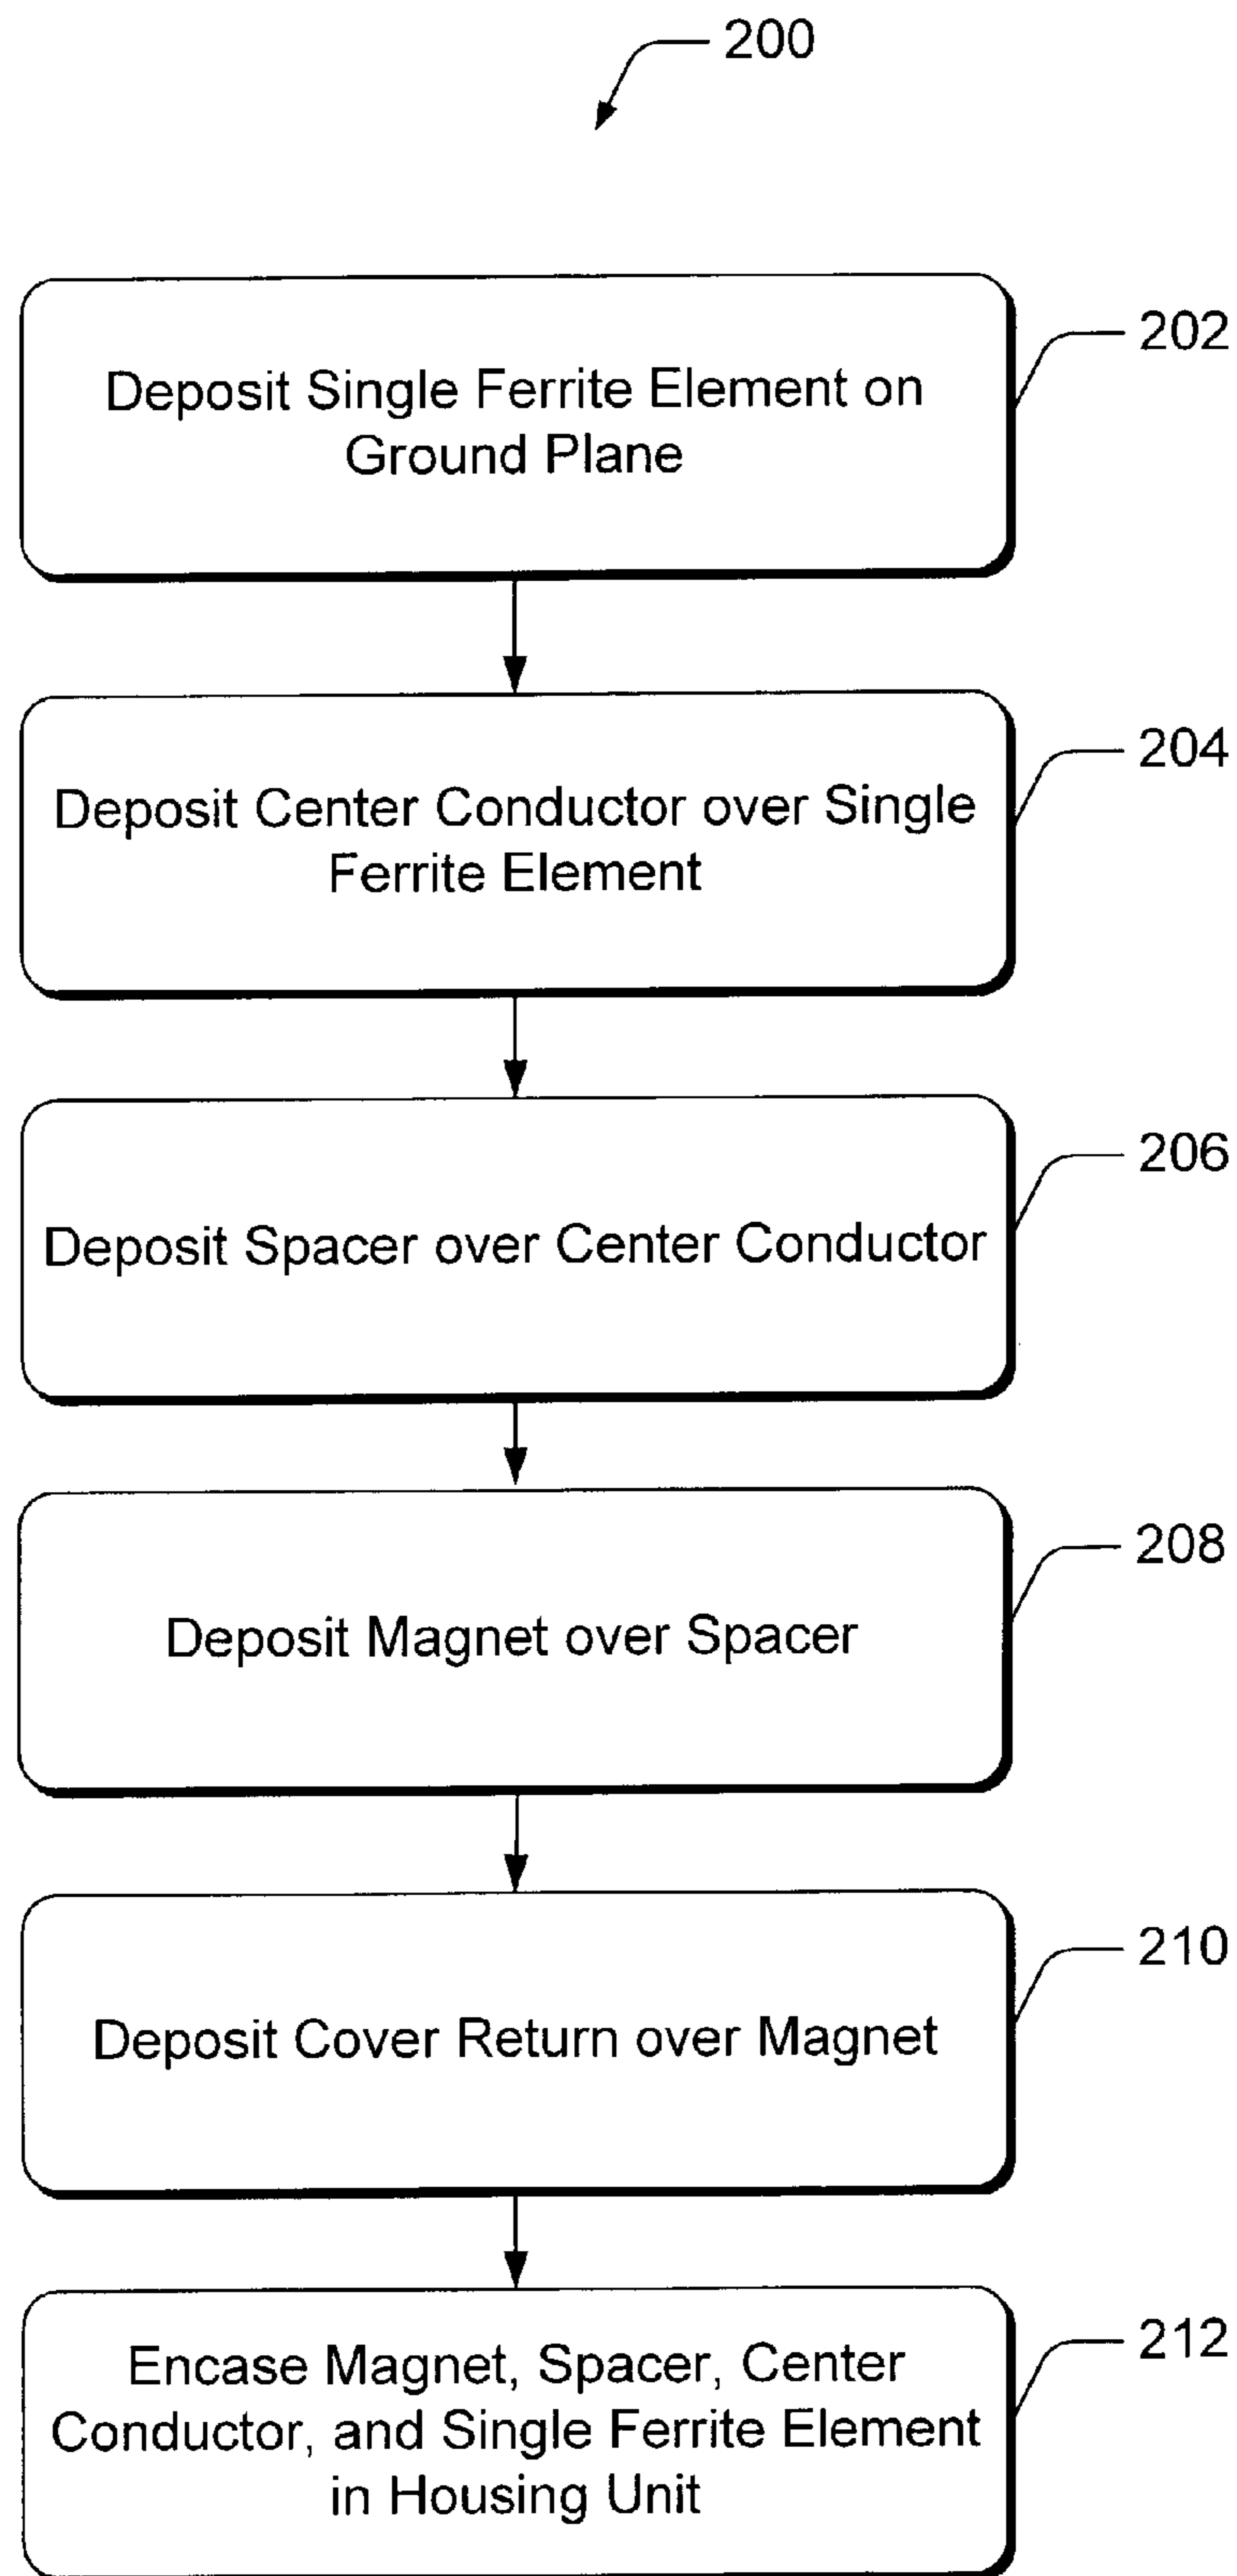 200
Deposit Single Ferrite Element on
Ground Plane
202
Deposit Center Conductor over Single
Ferrite Element
204
Deposit Spacer over Center Conductor
206
Deposit Magnet over Spacer
208
Deposit Cover Return over Magnet
210
Encase Magnet, Spacer, Center
Conductor, and Single Ferrite Element
in Housing Unit
212